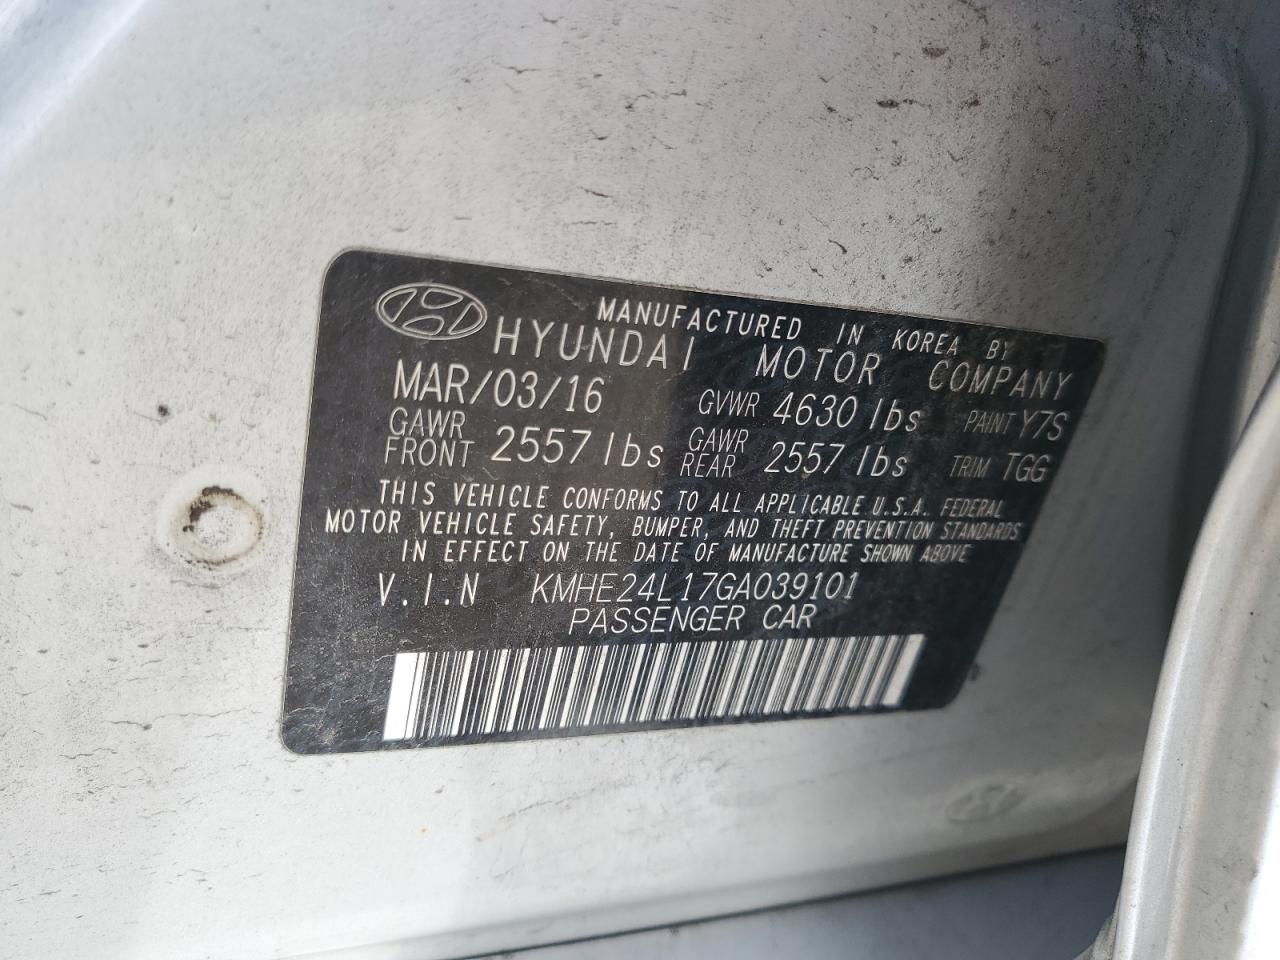 MANUFACTURED IN KOREA BY
HYUNDAI MOTOR COMPANY
MAR/03/16 GVWR 4630 lbs PAINT Y7S
GAWR FRONT 2557 lbs GAWR REAR 2557 lbs TRIM TGG
THIS VEHICLE CONFORMS TO ALL APPLICABLE U.S.A. FEDERAL
MOTOR VEHICLE SAFETY, BUMPER, AND THEFT PREVENTION STANDARDS
IN EFFECT ON THE DATE OF MANUFACTURE SHOWN ABOVE
V.I.N KMHE24L17GA039101
PASSENGER CAR